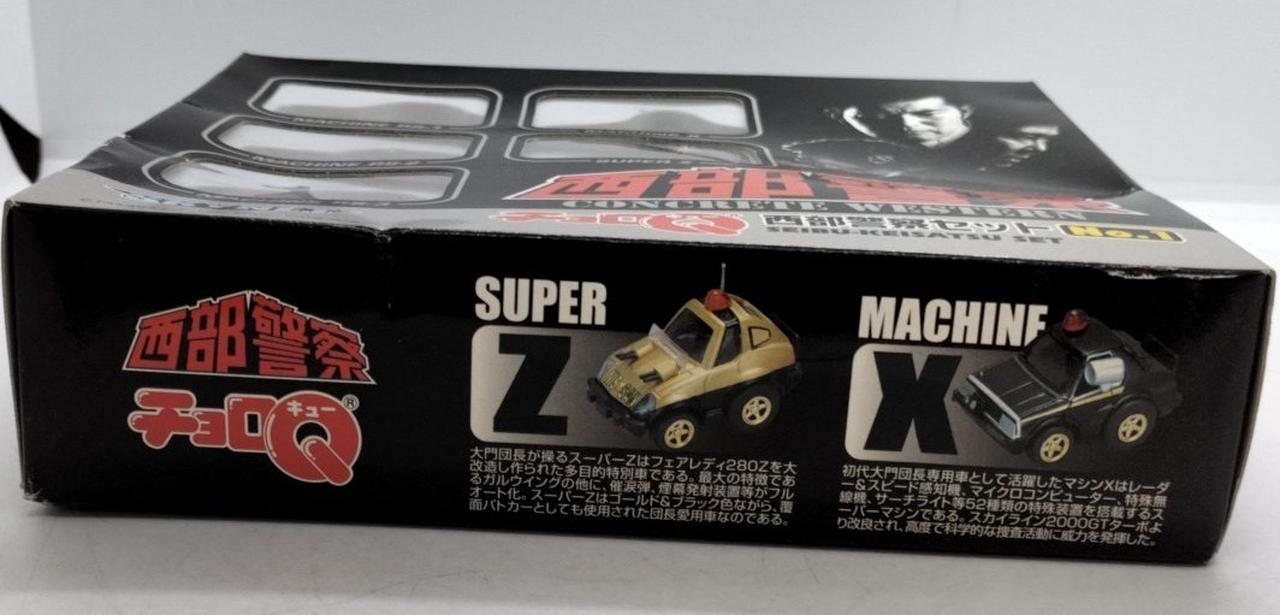 MACHINE RS-1
MACHINE X
MACHINE RS-2
SUPER Z
西部警察
CONCRETE WESTERN
チョロQ 西部警察セット No.1
SEIBU-KEISATSU SET
西部警察
チョロQ®
キュー
SUPER
Z
大門団長が操るスーパーZはフェアレディ280Zを大
改造し作られた多目的特別車である。最大の特徴であ
るガルウイングの他に、催涙弾、煙幕発射装置等がフル
オート化。スーパーZはゴールド&ブラック色ながら、覆
面パトカーとしても使用された団長愛用車なのである。
MACHINE
X
初代大門団長専用車として活躍したマシンXはレーダ
ー&スピード感知機、マイクロコンピューター、特殊無
線機、サーチライト等52種類の特殊装置を搭載するス
ーパーマシンである。スカイライン2000GTターボよ
り改良され、高度で科学的な捜査活動に威力を発揮した。